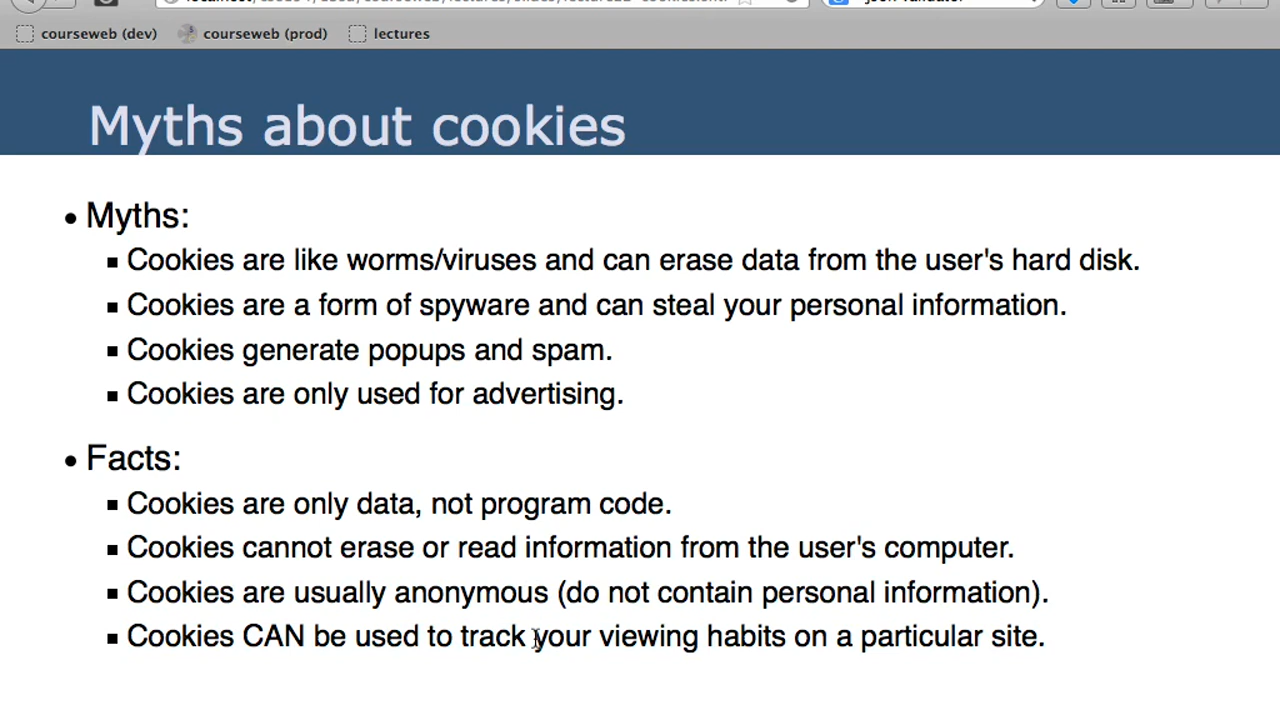 courseweb (dev) courseweb (prod) lectures
Myths about cookies
• Myths:
▪ Cookies are like worms/viruses and can erase data from the user's hard disk.
▪ Cookies are a form of spyware and can steal your personal information.
▪ Cookies generate popups and spam.
▪ Cookies are only used for advertising.
• Facts:
▪ Cookies are only data, not program code.
▪ Cookies cannot erase or read information from the user's computer.
▪ Cookies are usually anonymous (do not contain personal information).
▪ Cookies CAN be used to track your viewing habits on a particular site.